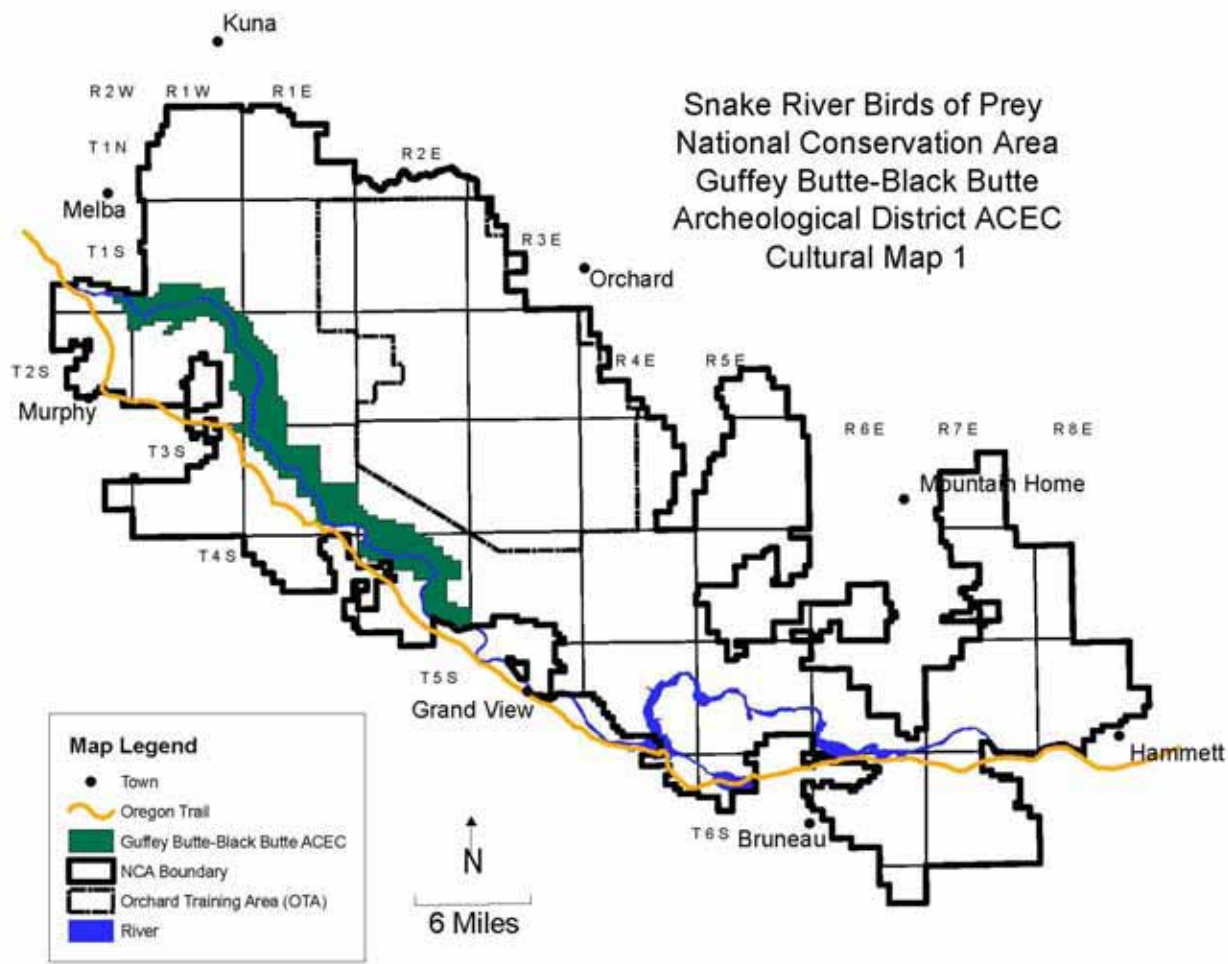 Kuna
R2W R1W R1E
Snake River Birds of Prey
National Conservation Area
Guffey Butte-Black Butte
Archeological District ACEC
Cultural Map 1
T1N
R2E
Melba
T1S
R3E
Orchard
T2S
R4E
R5E
Murphy
T3S
R6E
R7E
R8E
Mountain Home
T4S
T5S
Grand View
Hammett
T6S
Bruneau
Map Legend
Town
Oregon Trail
Guffey Butte-Black Butte ACEC
NCA Boundary
Orchard Training Area (OTA)
River
N
6 Miles